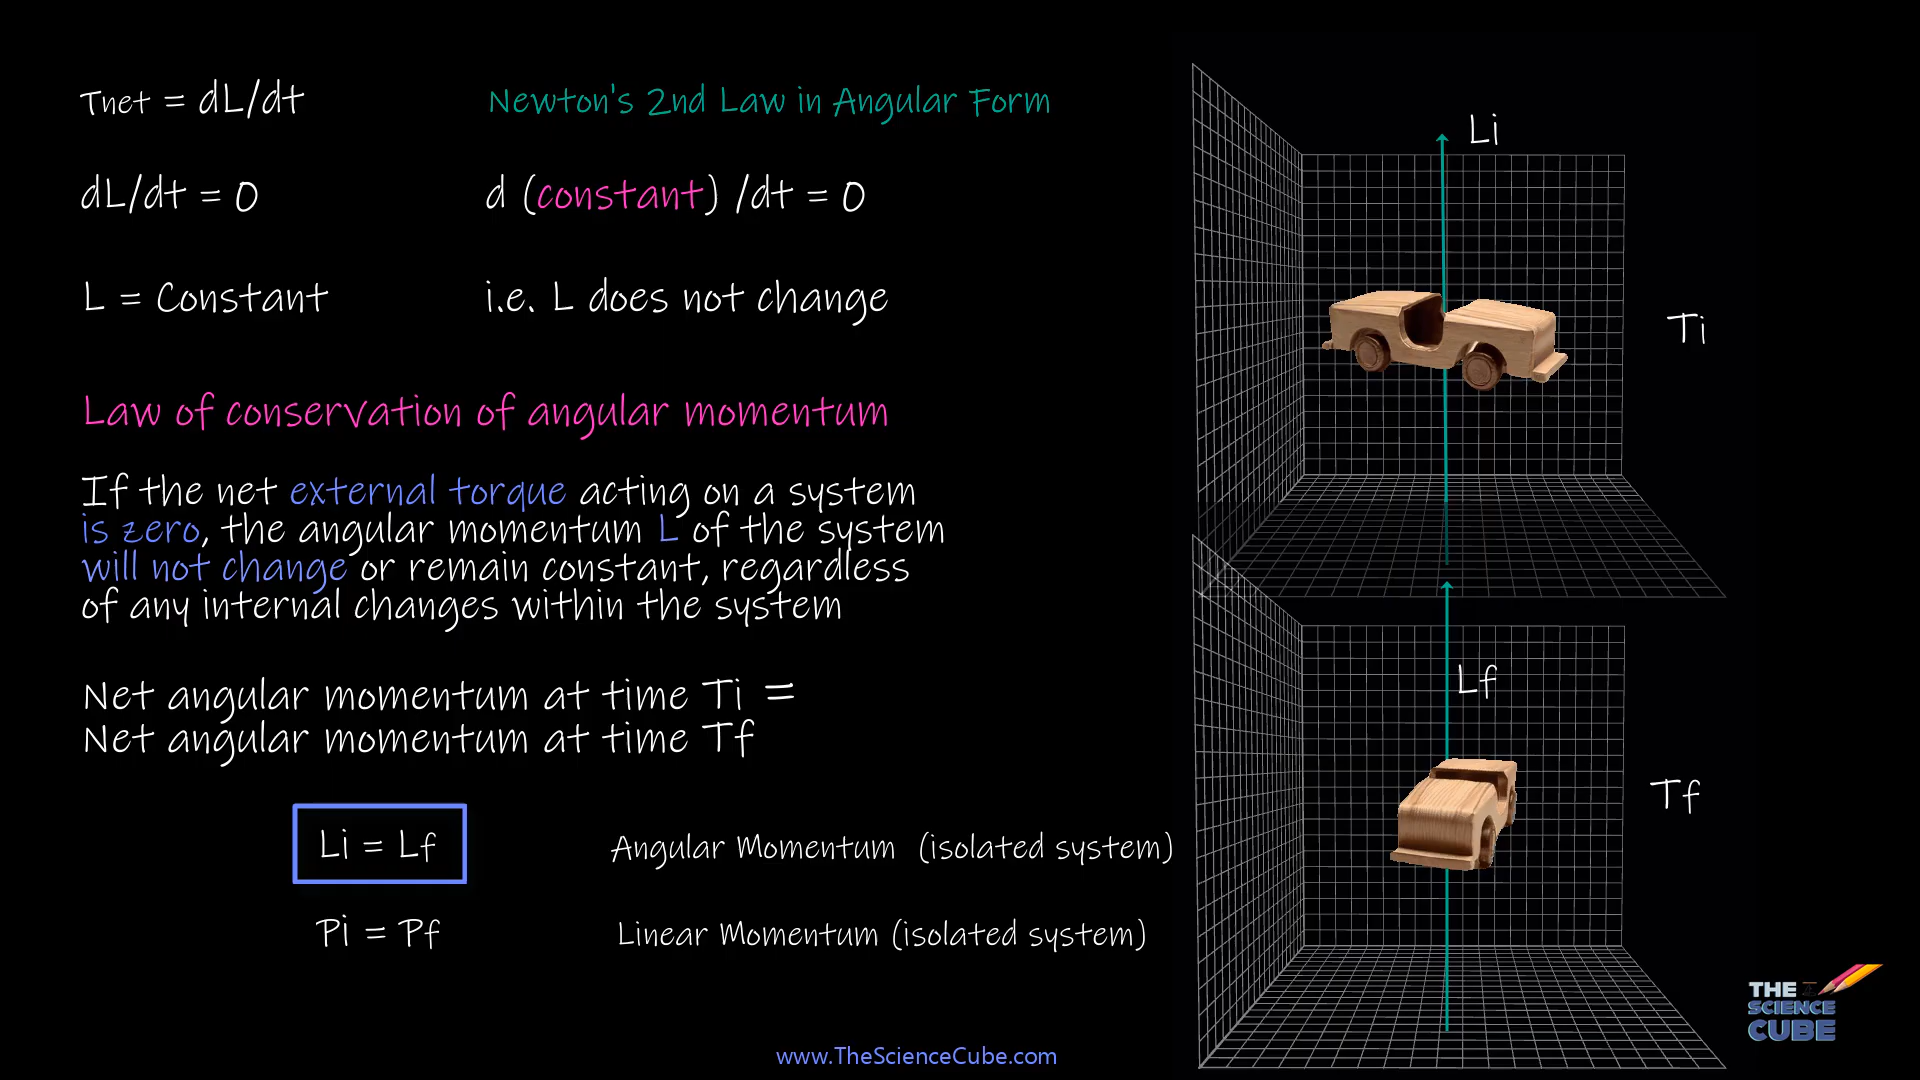 Tnet = dL/dt
Newton's 2nd Law in Angular Form
dL/dt = 0
d (constant) /dt = 0
L = Constant
i.e. L does not change
Law of conservation of angular momentum
If the net external torque acting on a system
is zero, the angular momentum L of the system
will not change or remain constant, regardless
of any internal changes within the system
Net angular momentum at time Ti =
Net angular momentum at time Tf
Li = Lf
Angular Momentum (isolated system)
Pi = Pf
Linear Momentum (isolated system)
Li
Ti
Lf
Tf
THE
SCIENCE
CUBE
www.TheScienceCube.com